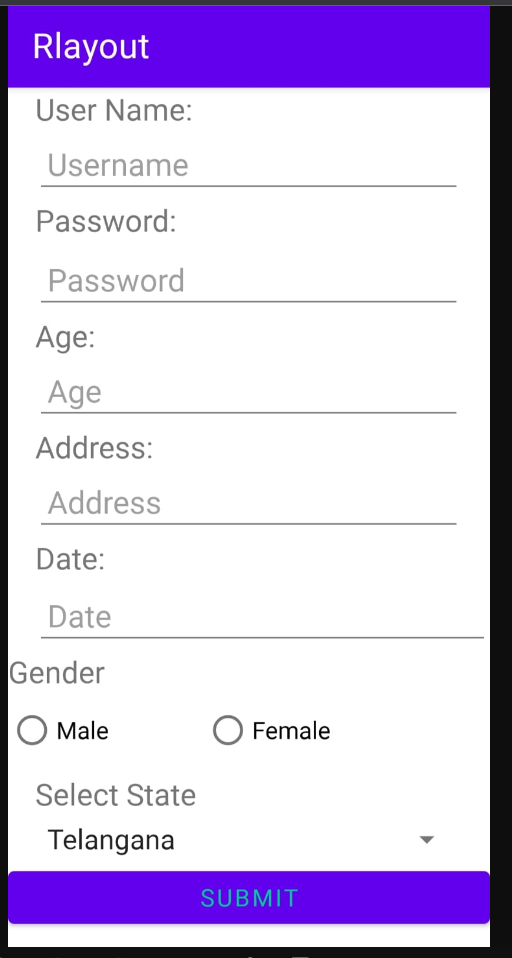 Rlayout
User Name:
Username
Password:
Password
Age:
Age
Address:
Address
Date:
Date
Gender
Male Female
Select State
Telangana
SUBMIT